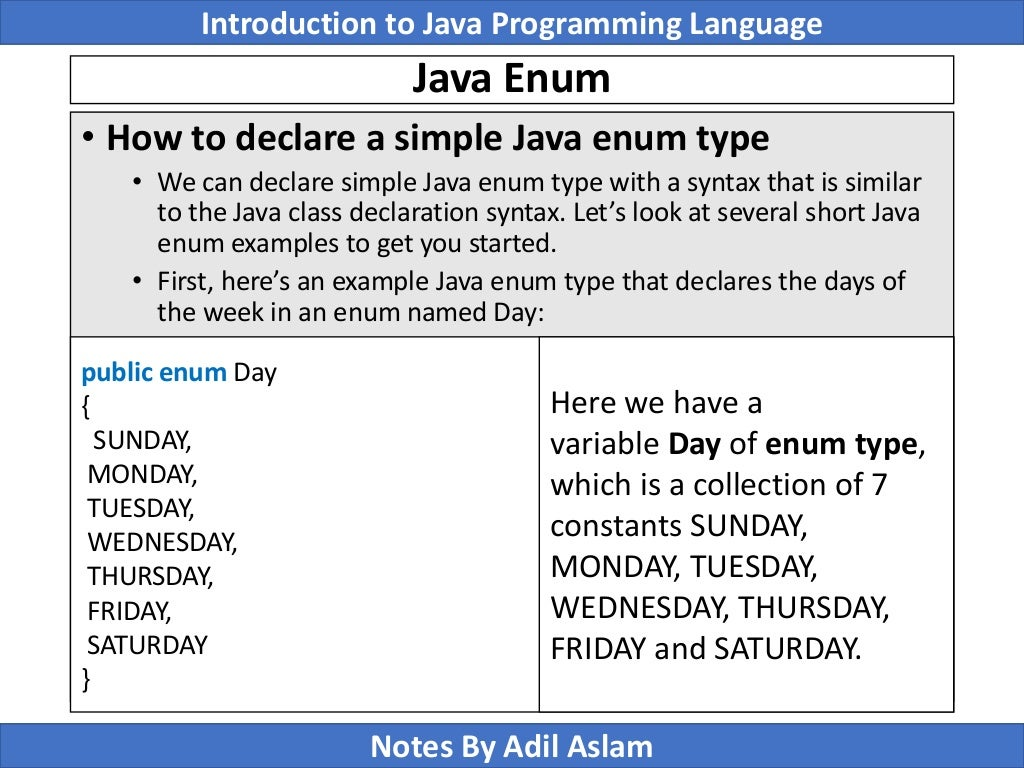 Introduction to Java Programming Language
Java Enum
• How to declare a simple Java enum type
• We can declare simple Java enum type with a syntax that is similar
to the Java class declaration syntax. Let’s look at several short Java
enum examples to get you started.
• First, here’s an example Java enum type that declares the days of
the week in an enum named Day:
public enum Day
{
SUNDAY,
MONDAY,
TUESDAY,
WEDNESDAY,
THURSDAY,
FRIDAY,
SATURDAY
}
Here we have a
variable Day of enum type,
which is a collection of 7
constants SUNDAY,
MONDAY, TUESDAY,
WEDNESDAY, THURSDAY,
FRIDAY and SATURDAY.
Notes By Adil Aslam